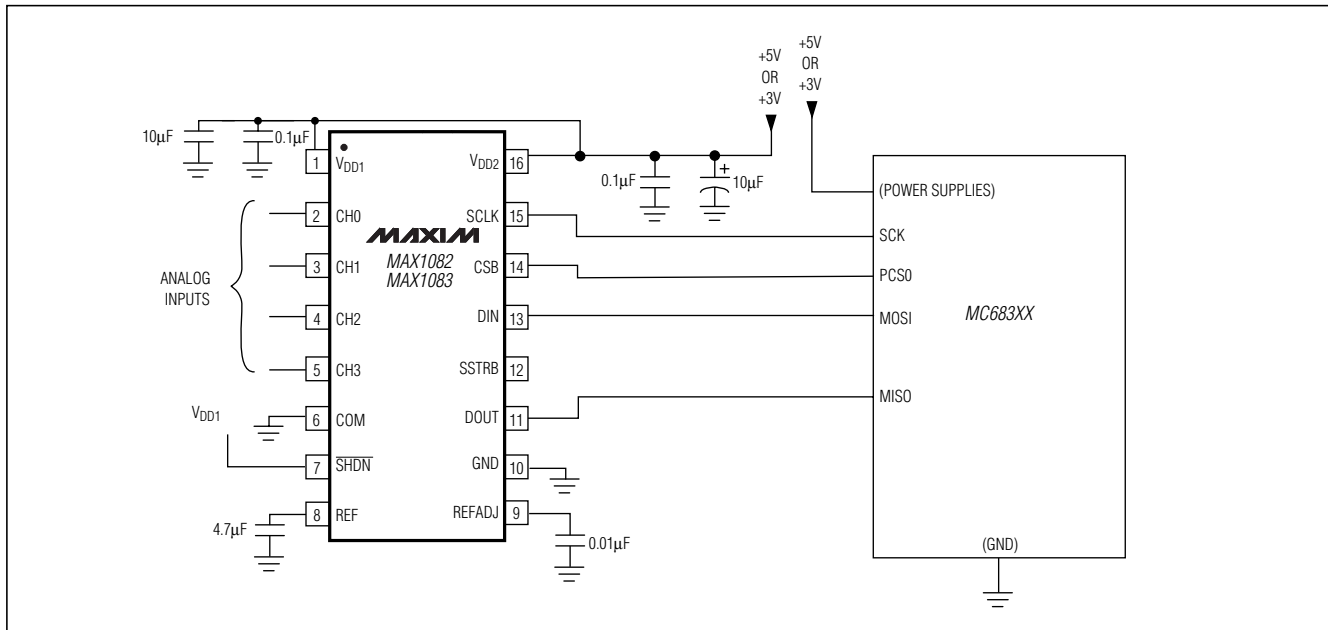 +5V
OR
+3V
+5V
OR
+3V
10µF
0.1µF
1
VDD1
VDD2
16
0.1µF
+
10µF
(POWER SUPPLIES)
2
CH0
SCLK
15
SCK
MAXIM
MAX1082
MAX1083
3
CH1
CSB
14
PCS0
ANALOG
INPUTS
4
CH2
DIN
13
MOSI
MC683XX
5
CH3
SSTRB
12
MISO
VDD1
6
COM
DOUT
11
7
SHDN
GND
10
8
REF
REFADJ
9
4.7µF
0.01µF
(GND)